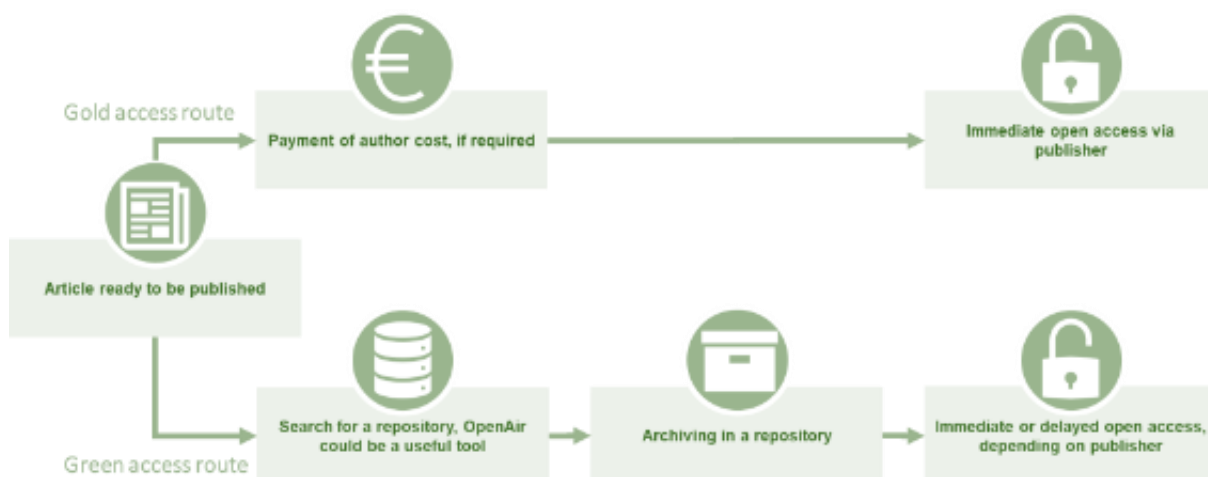 Gold access route
Payment of author cost, if required
Immediate open access via
publisher
Article ready to be published
Search for a repository, OpenAir
could be a useful tool
Archiving in a repository
Immediate or delayed open access,
depending on publisher
Green access route